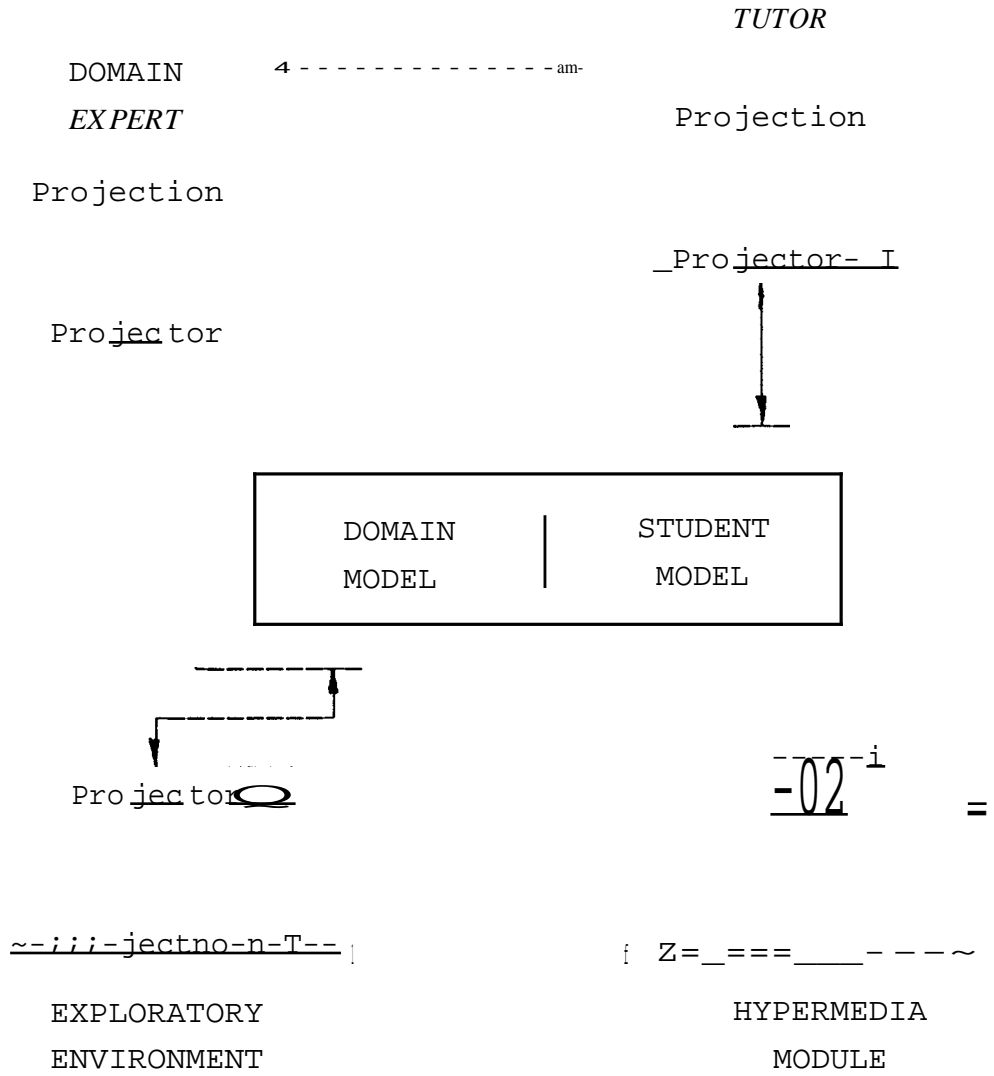 TUTOR
DOMAIN
EXPERT
Projection
Projection
Projector
Projector
DOMAIN
MODEL
STUDENT
MODEL
Projector
EXPLORATORY
ENVIRONMENT
HYPERMEDIA
MODULE